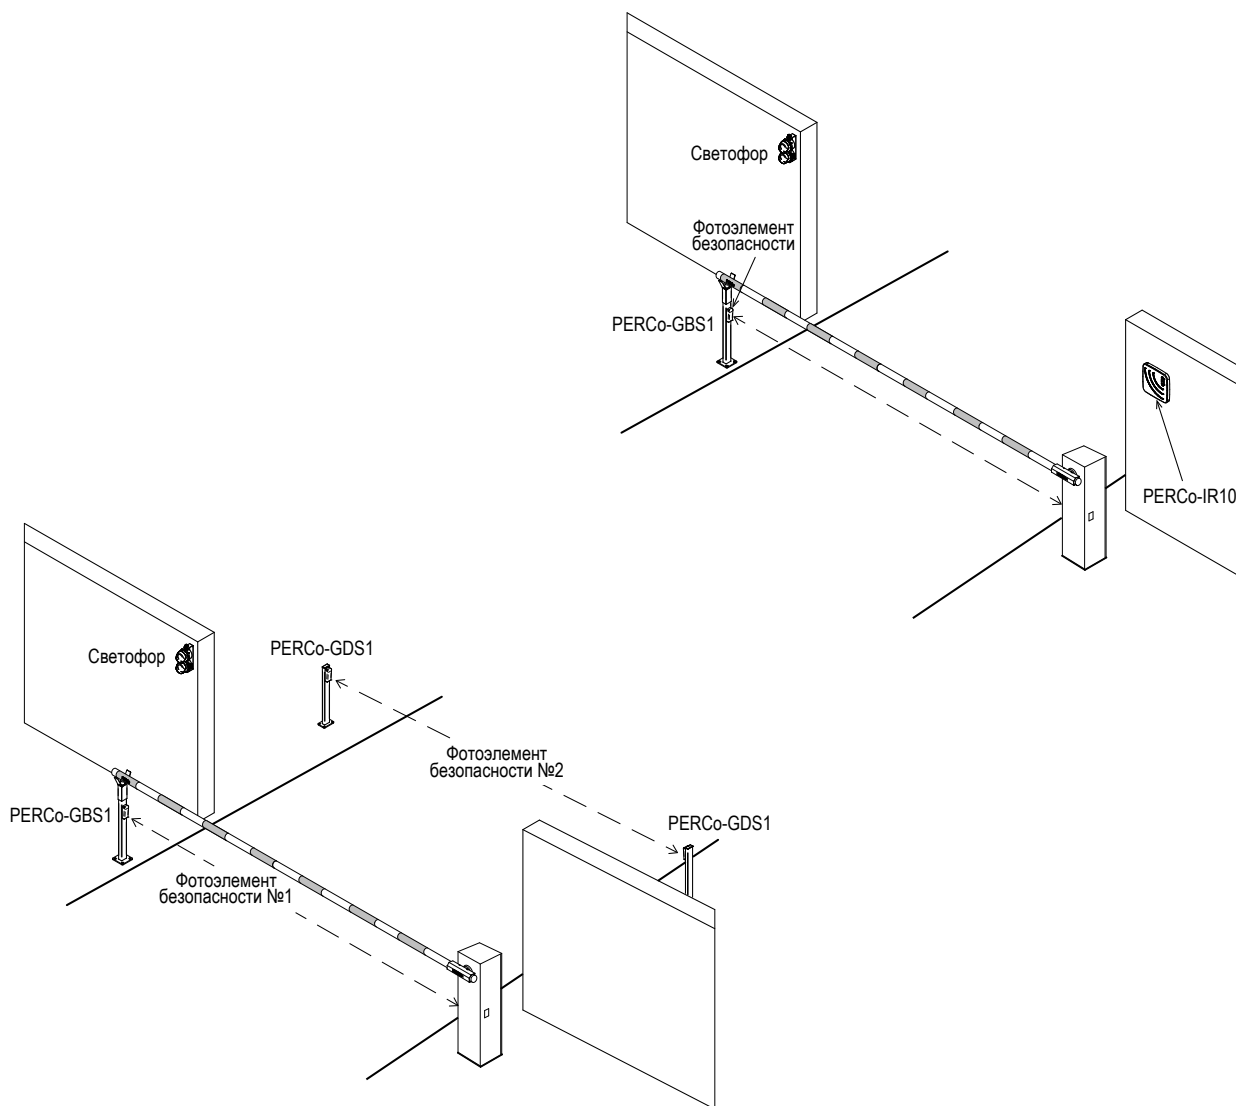 Светофор
Фотоэлемент
безопасности
PERCo-GBS1
PERCo-IR10
Светофор
PERCo-GDS1
Фотоэлемент
безопасности №2
PERCo-GBS1
PERCo-GDS1
Фотоэлемент
безопасности №1